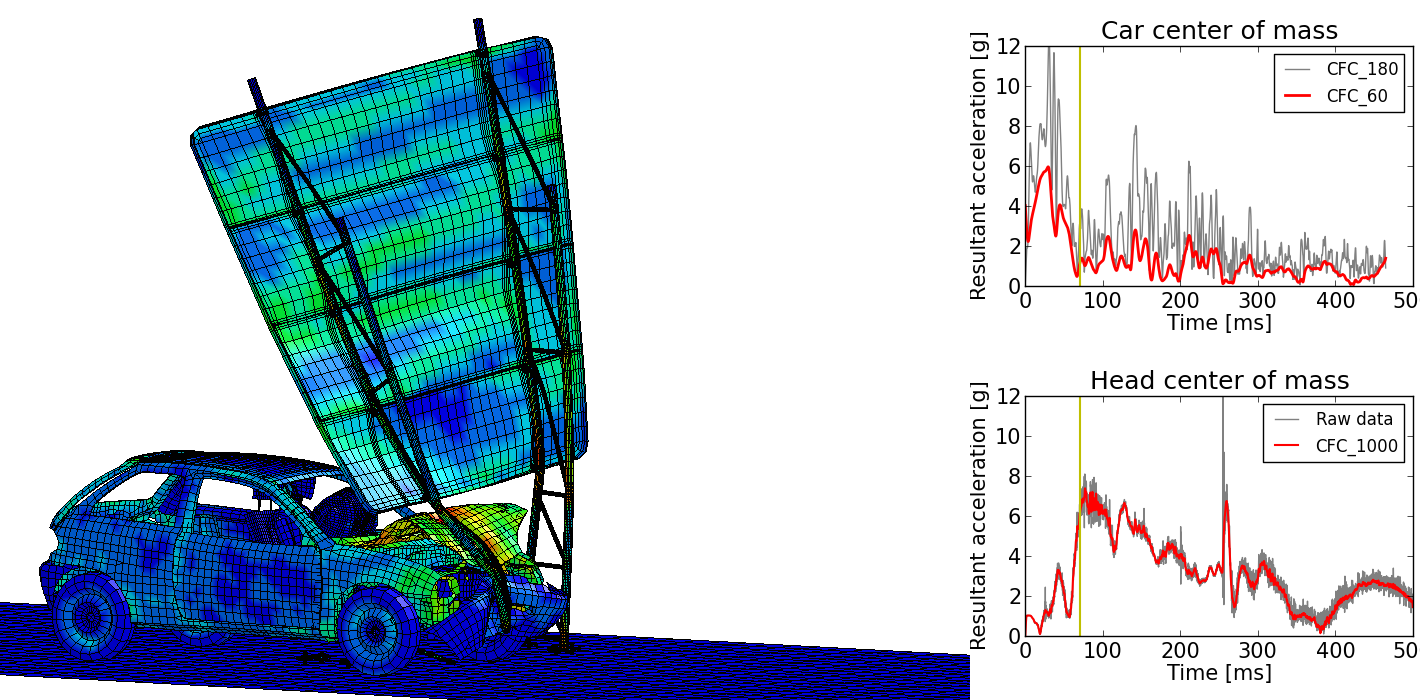 Car center of mass
Resultant acceleration [g]
12
10
8
6
4
2
0
CFC_180
CFC_60
0 100 200 300 400 50
Time [ms]
Head center of mass
Resultant acceleration [g]
12
10
8
6
4
2
0
Raw data
CFC_1000
0 100 200 300 400 50
Time [ms]